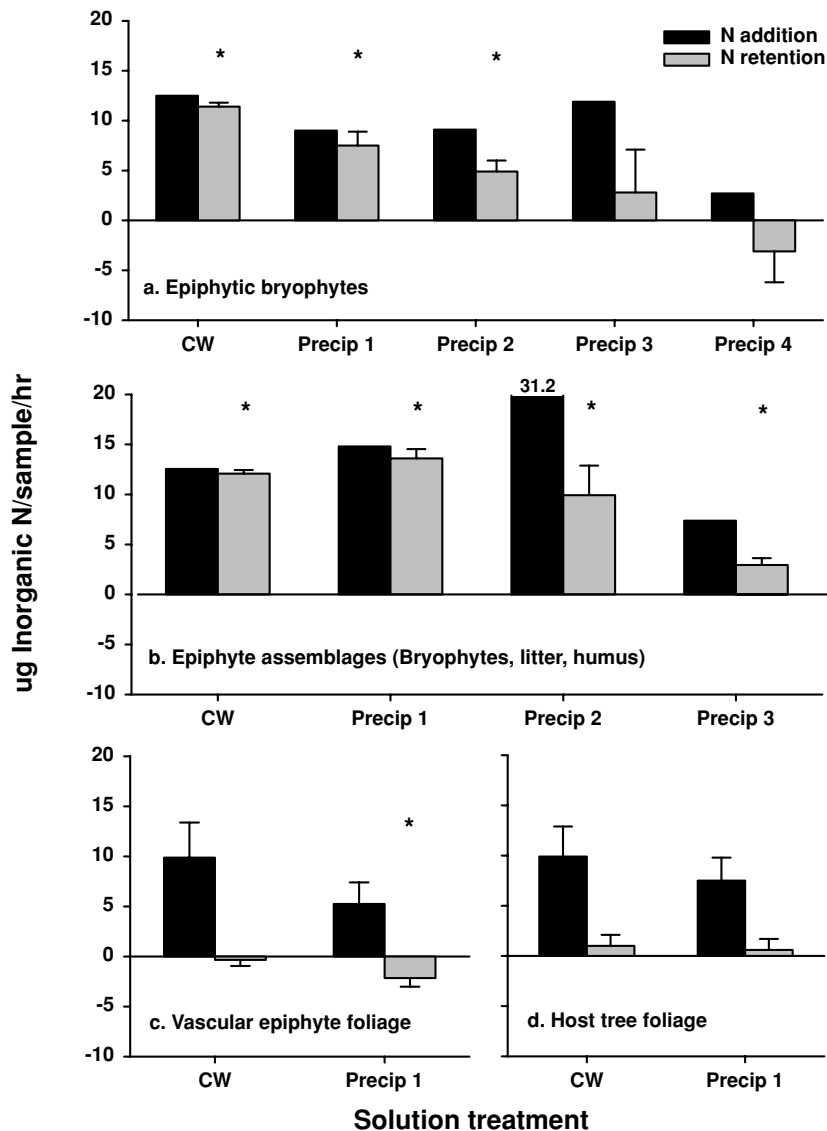 20
N addition
N retention
* * *
15
10
5
0
-5
a. Epiphytic bryophytes
-10
CW Precip 1 Precip 2 Precip 3 Precip 4
ug Inorganic N/sample/hr
20
31.2
* * * *
15
10
5
0
-5
b. Epiphyte assemblages (Bryophytes, litter, humus)
-10
CW Precip 1 Precip 2 Precip 3
20
15
*
10
5
0
-5
c. Vascular epiphyte foliage
d. Host tree foliage
-10
CW Precip 1 CW Precip 1
Solution treatment